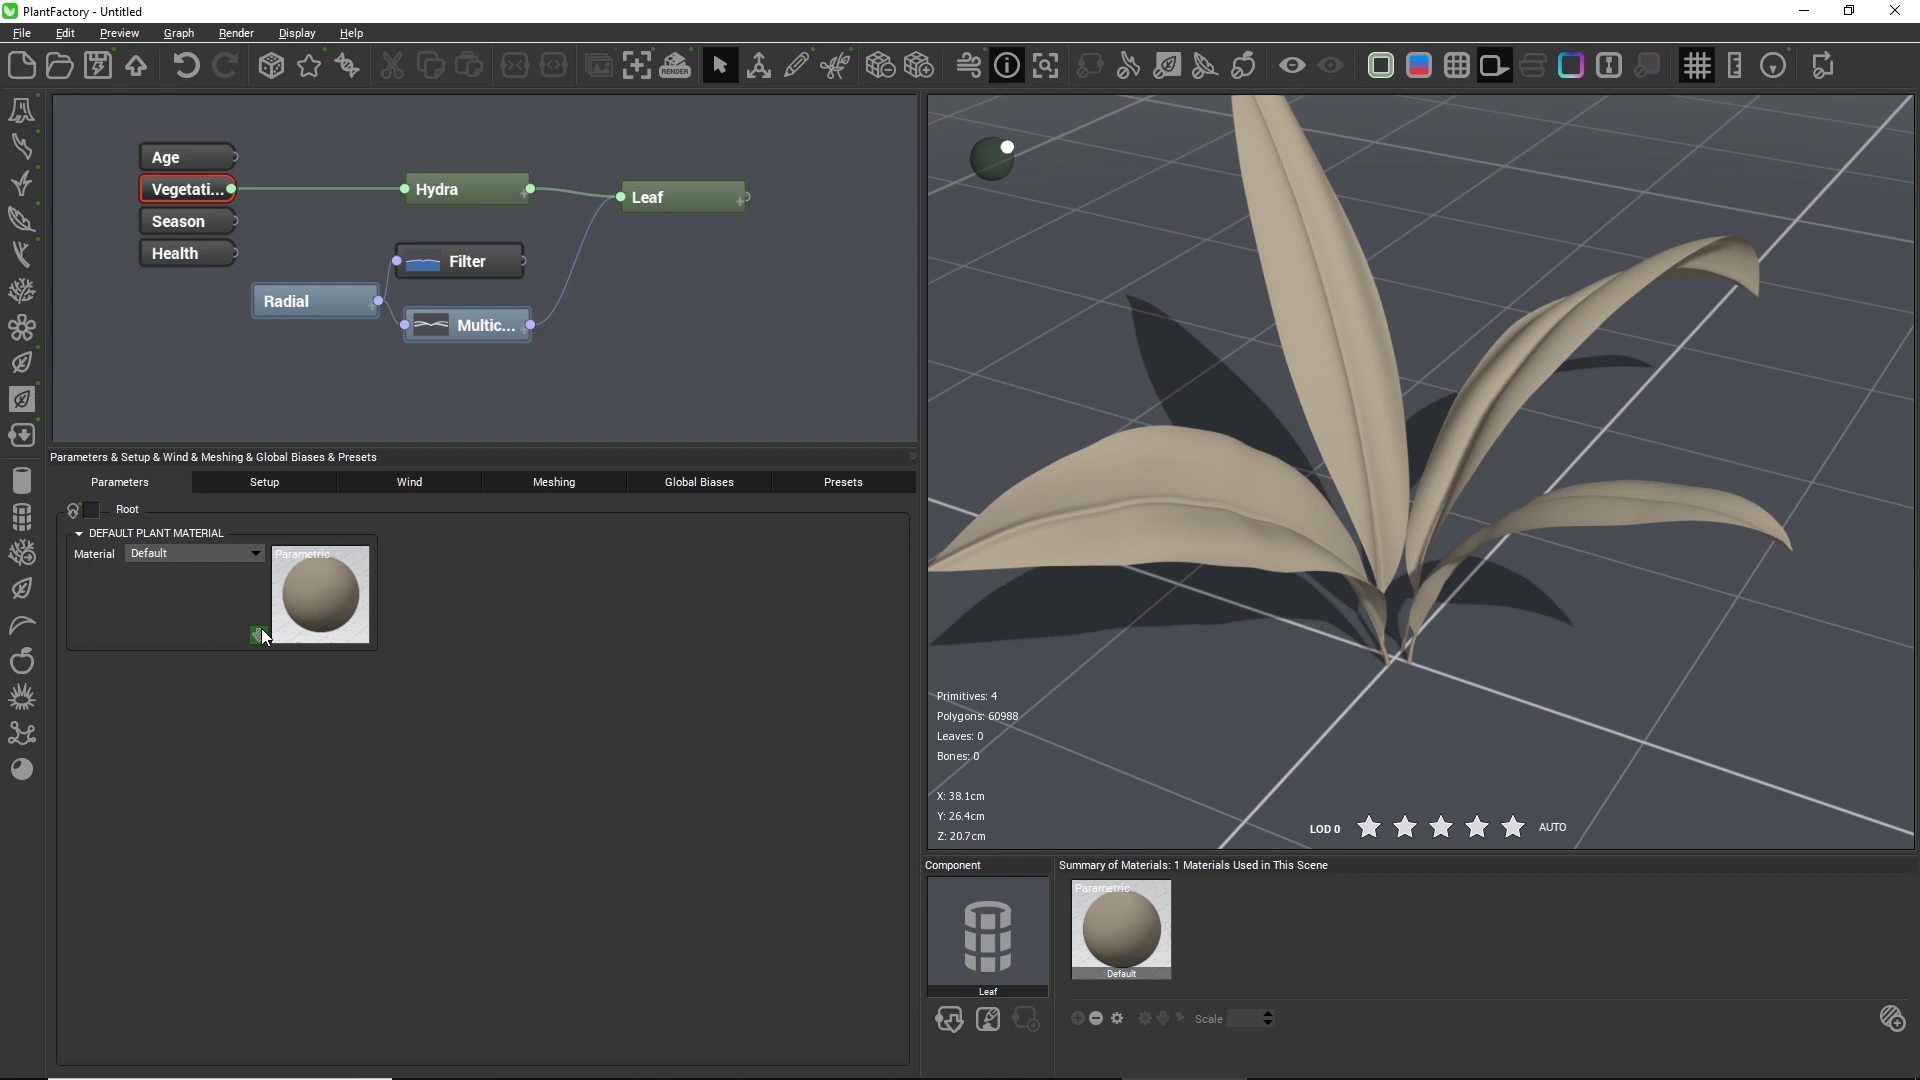 PlantFactory - Untitled
File Edit Preview Graph Render Display Help
RENDER
Age
Vegetati...
Season
Health
Hydra
Leaf
Filter
Radial
Multic...
Parameters & Setup & Wind & Meshing & Global Biases & Presets
Parameters Setup Wind Meshing Global Biases Presets
Root
DEFAULT PLANT MATERIAL
Material Default
Parametric
Primitives: 4
Polygons: 60988
Leaves: 0
Bones: 0
X: 38.1cm
Y: 26.4cm
Z: 20.7cm
LOD 0 AUTO
Component
Leaf
Summary of Materials: 1 Materials Used in This Scene
Parametric
Default
Scale